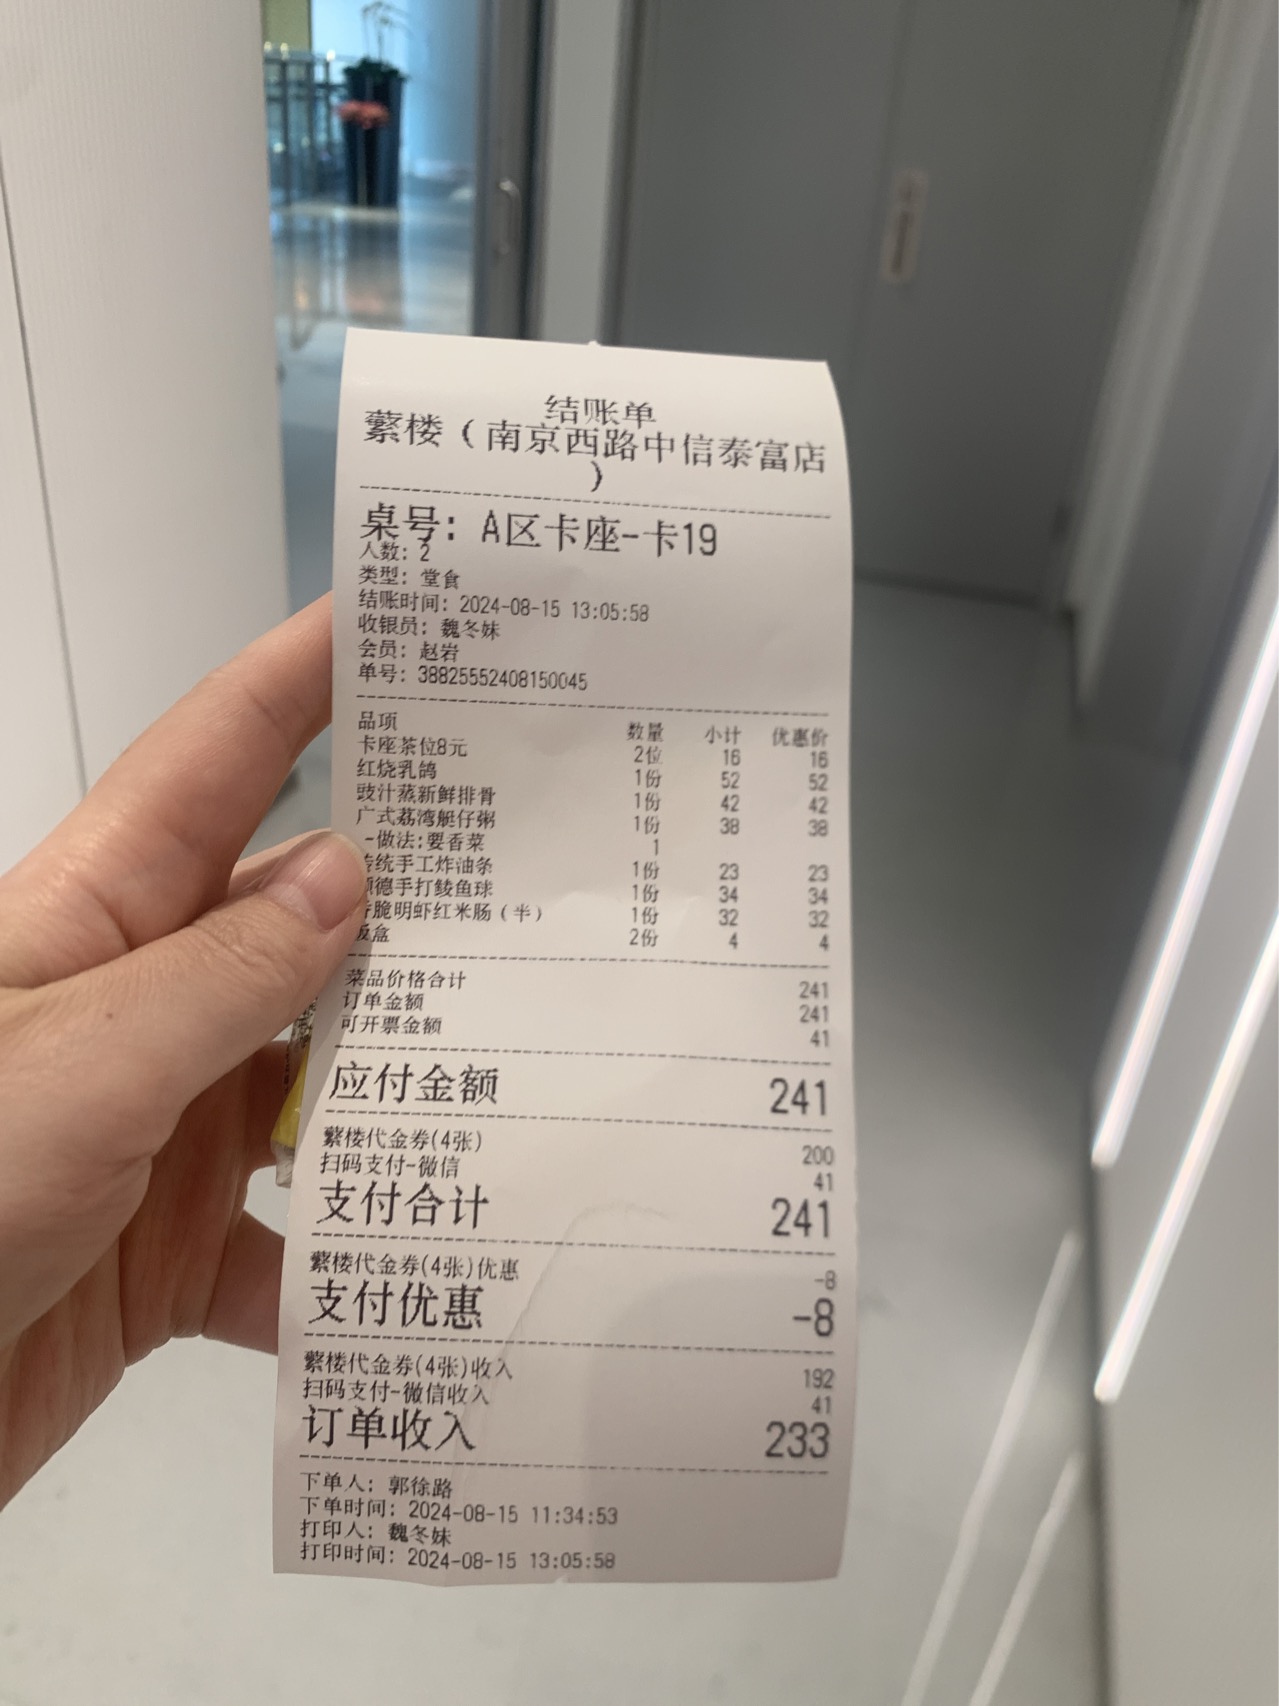 结账单
蘩楼（南京西路中信泰富店
）
桌号: A区卡座-卡19
人数: 2
类型: 堂食
结账时间: 2024-08-15 13:05:58
收银员: 魏冬妹
会员: 赵岩
单号: 38825552408150045
品项 数量 小计 优惠价
卡座茶位8元 2位 16 16
红烧乳鸽 1份 52 52
豉汁蒸新鲜排骨 1份 42 42
广式荔湾艇仔粥 1份 38 38
-做法:要香菜 1
传统手工炸油条 1份 23 23
顺德手打鲮鱼球 1份 34 34
脆明虾红米肠（半） 1份 32 32
饭盒 2份 4 4
菜品价格合计 241
订单金额 241
可开票金额 41
应付金额 241
蘩楼代金券(4张) 200
扫码支付-微信 41
支付合计 241
蘩楼代金券(4张)优惠 -8
支付优惠 -8
蘩楼代金券(4张)收入 192
扫码支付-微信收入 41
订单收入 233
下单人: 郭徐路
下单时间: 2024-08-15 11:34:53
打印人: 魏冬妹
打印时间: 2024-08-15 13:05:58